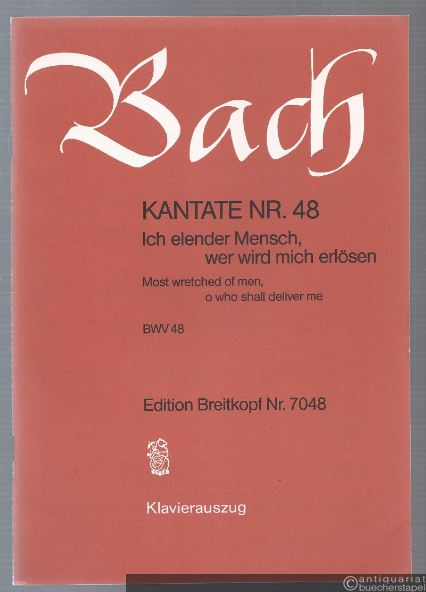 Bach
KANTATE NR. 48
Ich elender Mensch,
wer wird mich erlösen
Most wretched of men,
o who shall deliver me
BWV 48
Edition Breitkopf Nr. 7048
Klavierauszug
antiquariat
buecherstapel